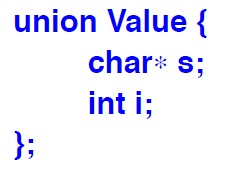 union Value {
char* s;
int i;
};